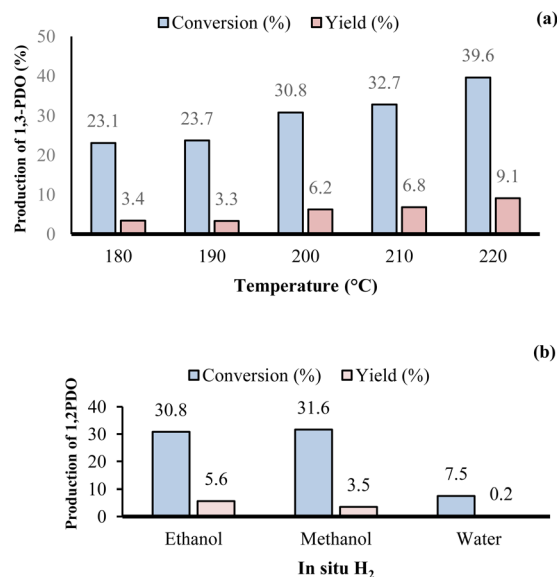 (a)
Conversion (%) Yield (%)
Production of 1,3-PDO (%)
50
40
30
20
10
0
23.1 3.4 23.7 3.3 30.8 6.2 32.7 6.8 39.6 9.1
180 190 200 210 220
Temperature (°C)
(b)
Conversion (%) Yield (%)
Production of 1,2PDO
40
30
20
10
0
30.8 5.6 31.6 3.5 7.5 0.2
Ethanol Methanol Water
In situ H₂